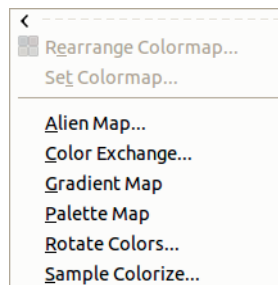 Rearrange Colormap...
Set Colormap...
Alien Map...
Color Exchange...
Gradient Map
Palette Map
Rotate Colors...
Sample Colorize...